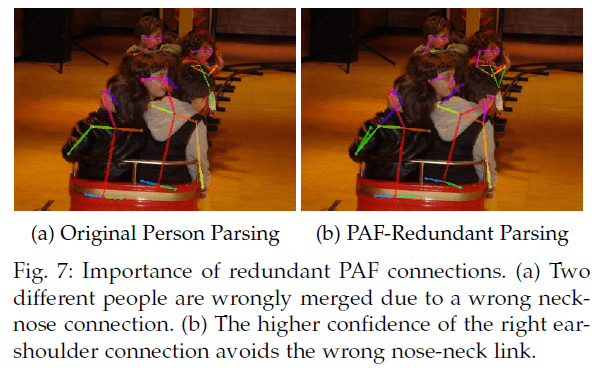 (a) Original Person Parsing (b) PAF-Redundant Parsing
Fig. 7: Importance of redundant PAF connections. (a) Two
different people are wrongly merged due to a wrong neck-
nose connection. (b) The higher confidence of the right ear-
shoulder connection avoids the wrong nose-neck link.